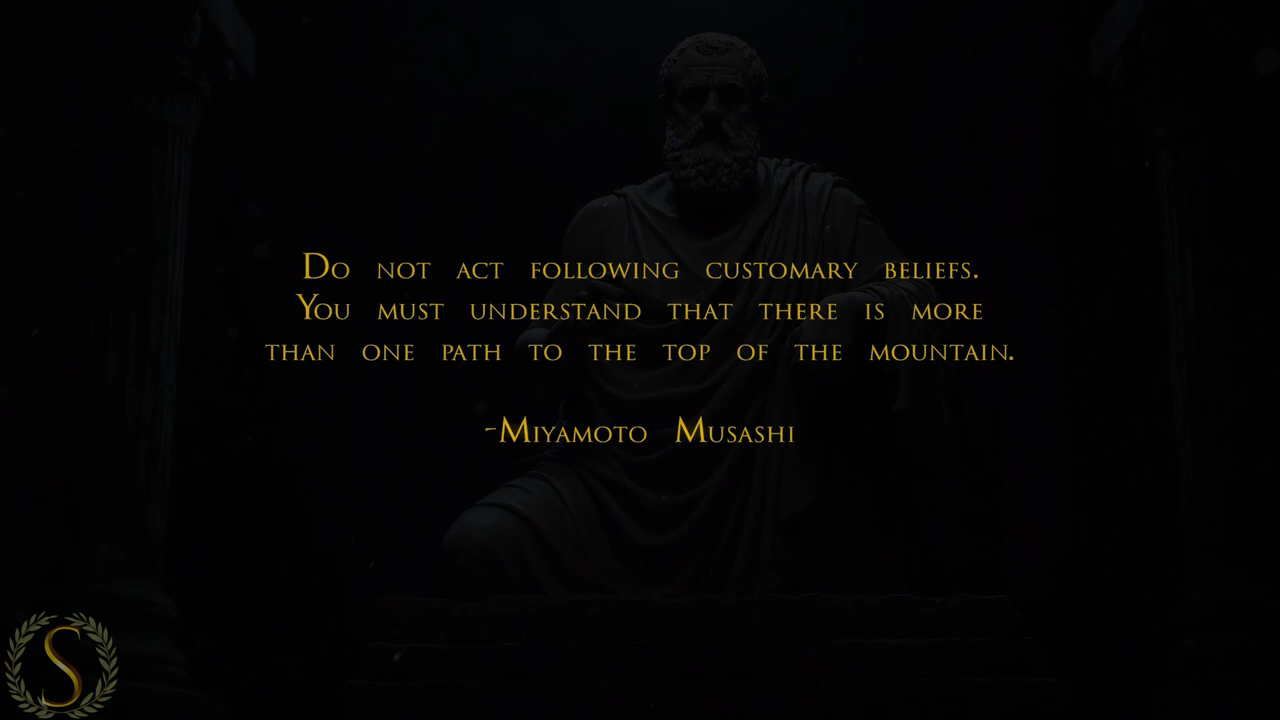 Do not act following customary beliefs.
You must understand that there is more
than one path to the top of the mountain.
-Miyamoto Musashi
S